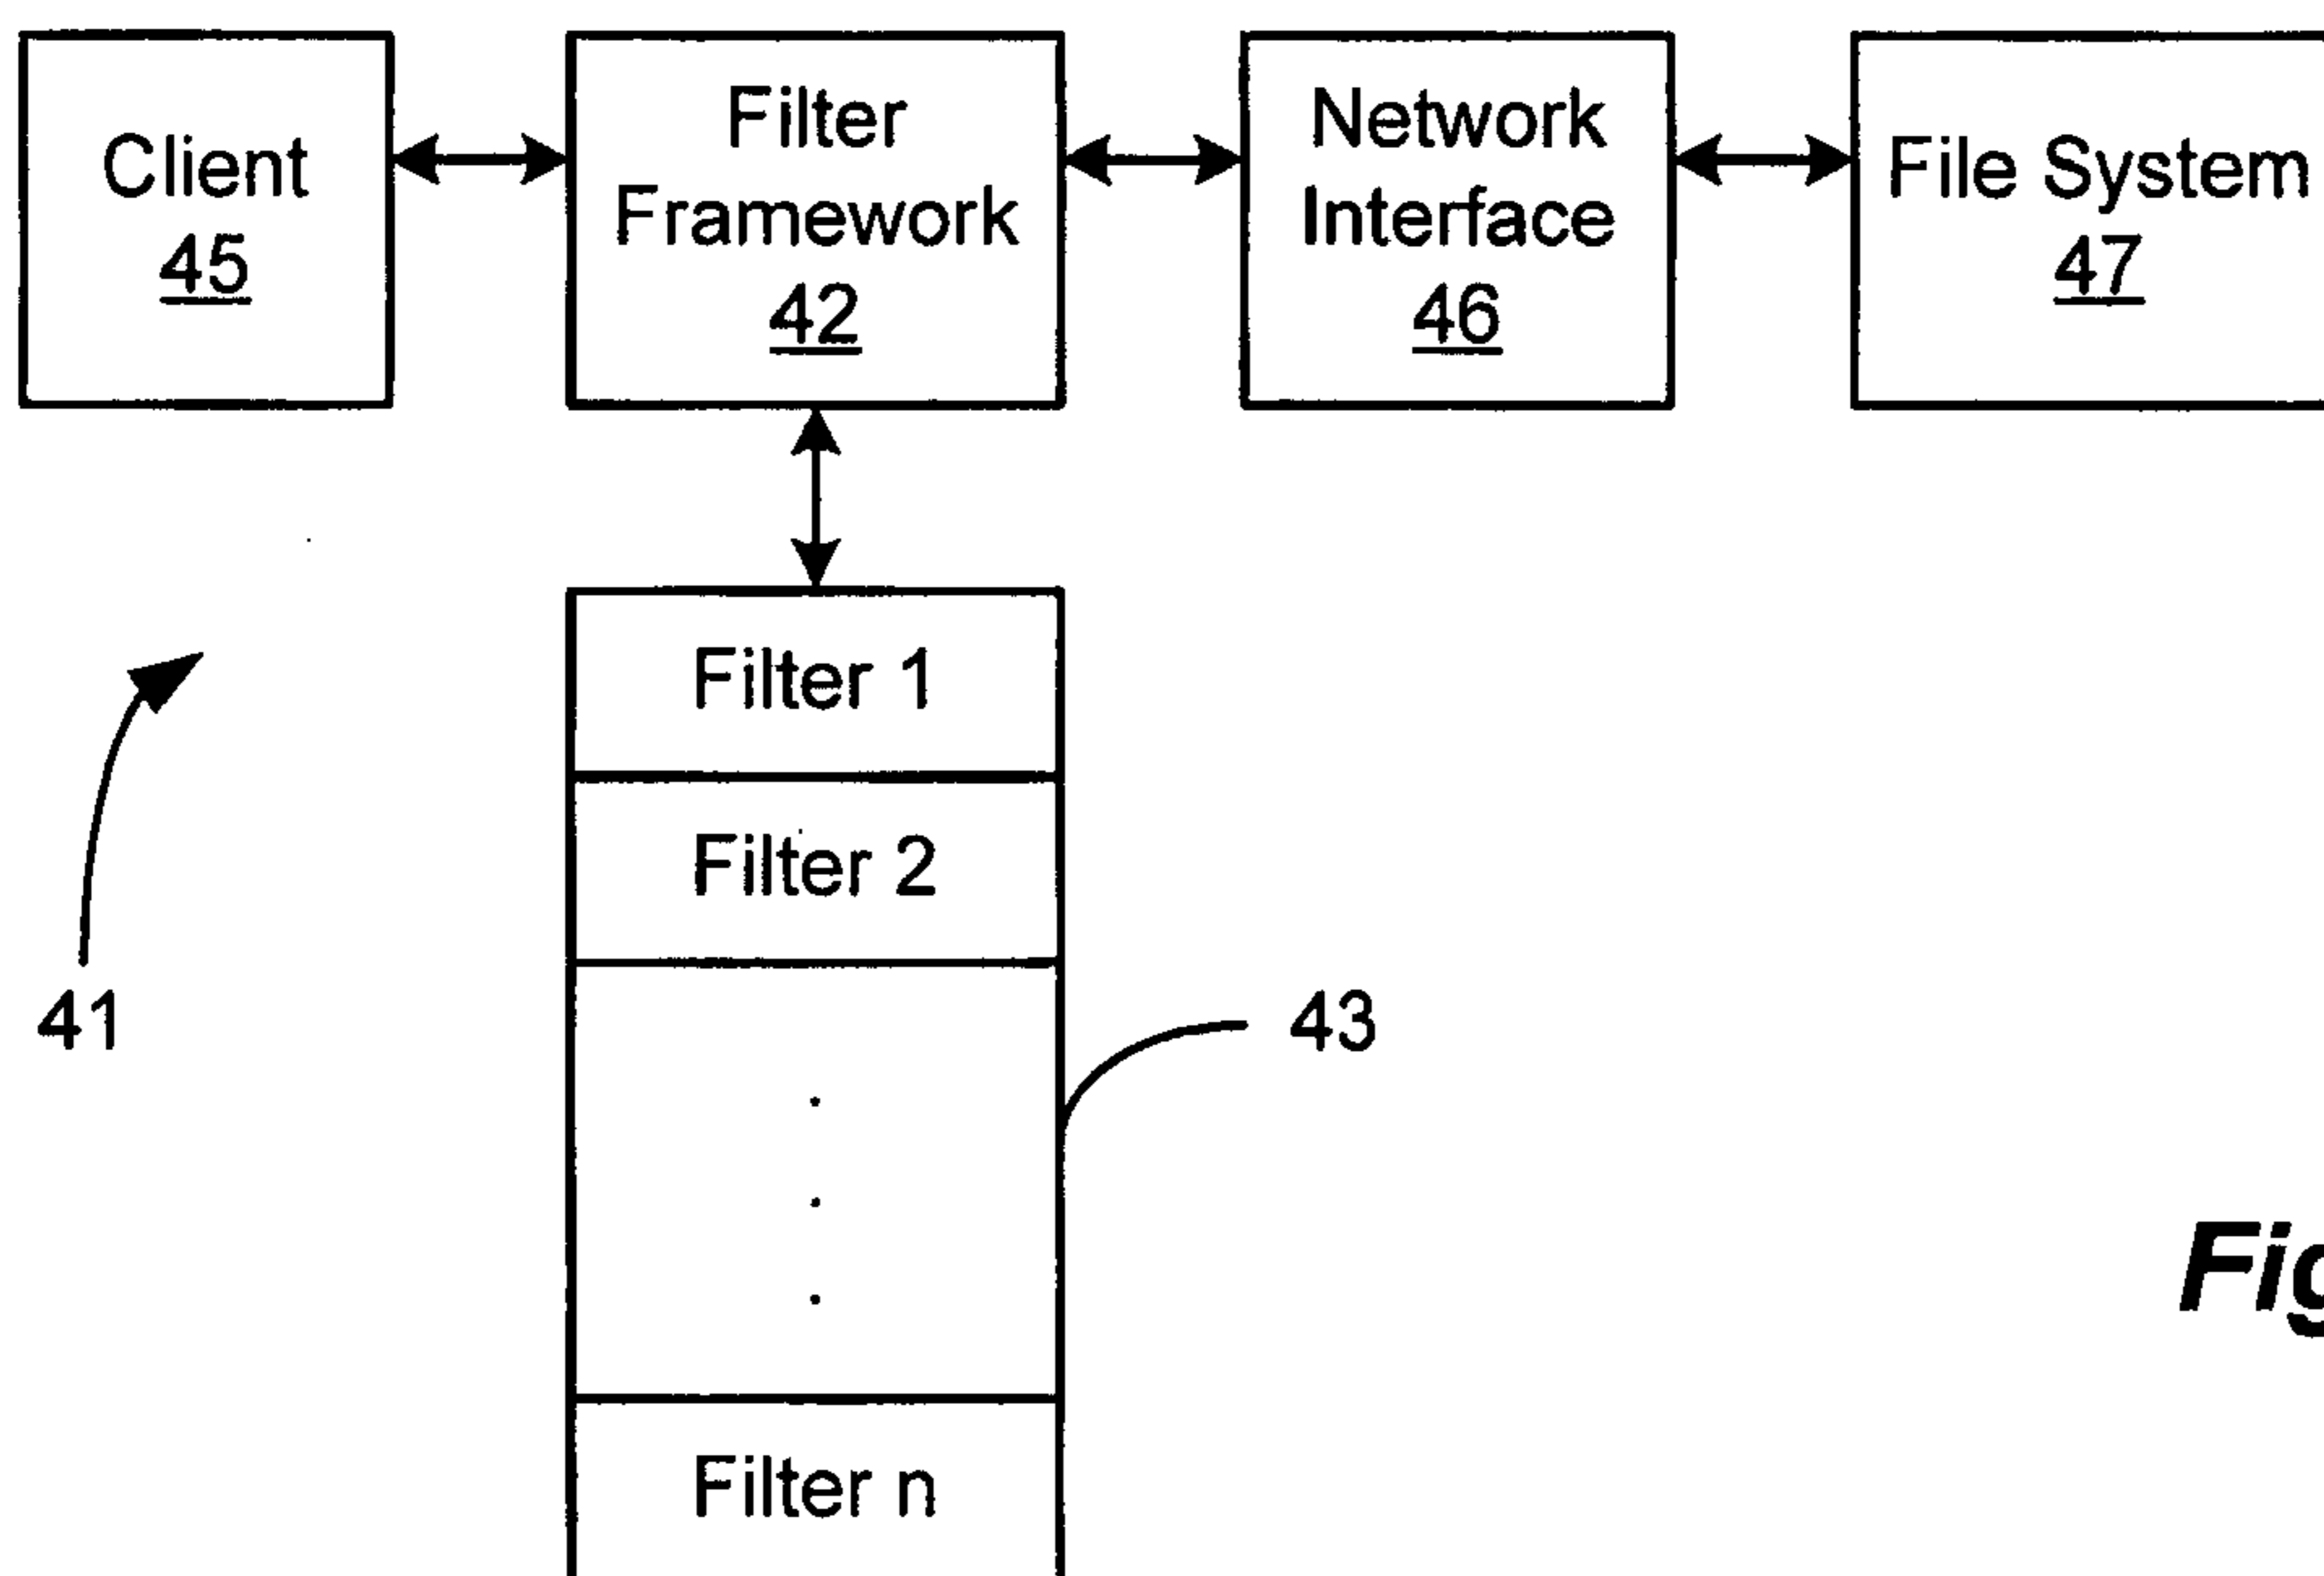 Client
45
Filter
Framework
42
Network
Interface
46
File System
47
Filter 1
Filter 2
41
43
.
.
.
Filter n